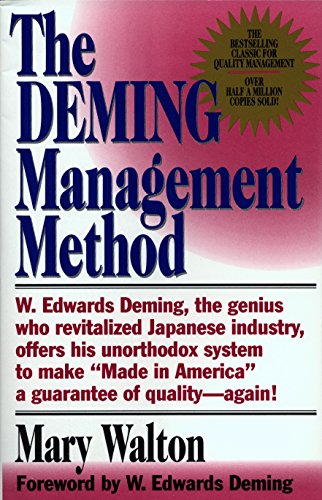 The
DEMING
Management
Method
THE
BESTSELLING
CLASSIC FOR
QUALITY MANAGEMENT
OVER
HALF A MILLION
COPIES SOLD!
W. Edwards Deming, the genius
who revitalized Japanese industry,
offers his unorthodox system
to make “Made in America”
a guarantee of quality—again!
Mary Walton
Foreword by W. Edwards Deming